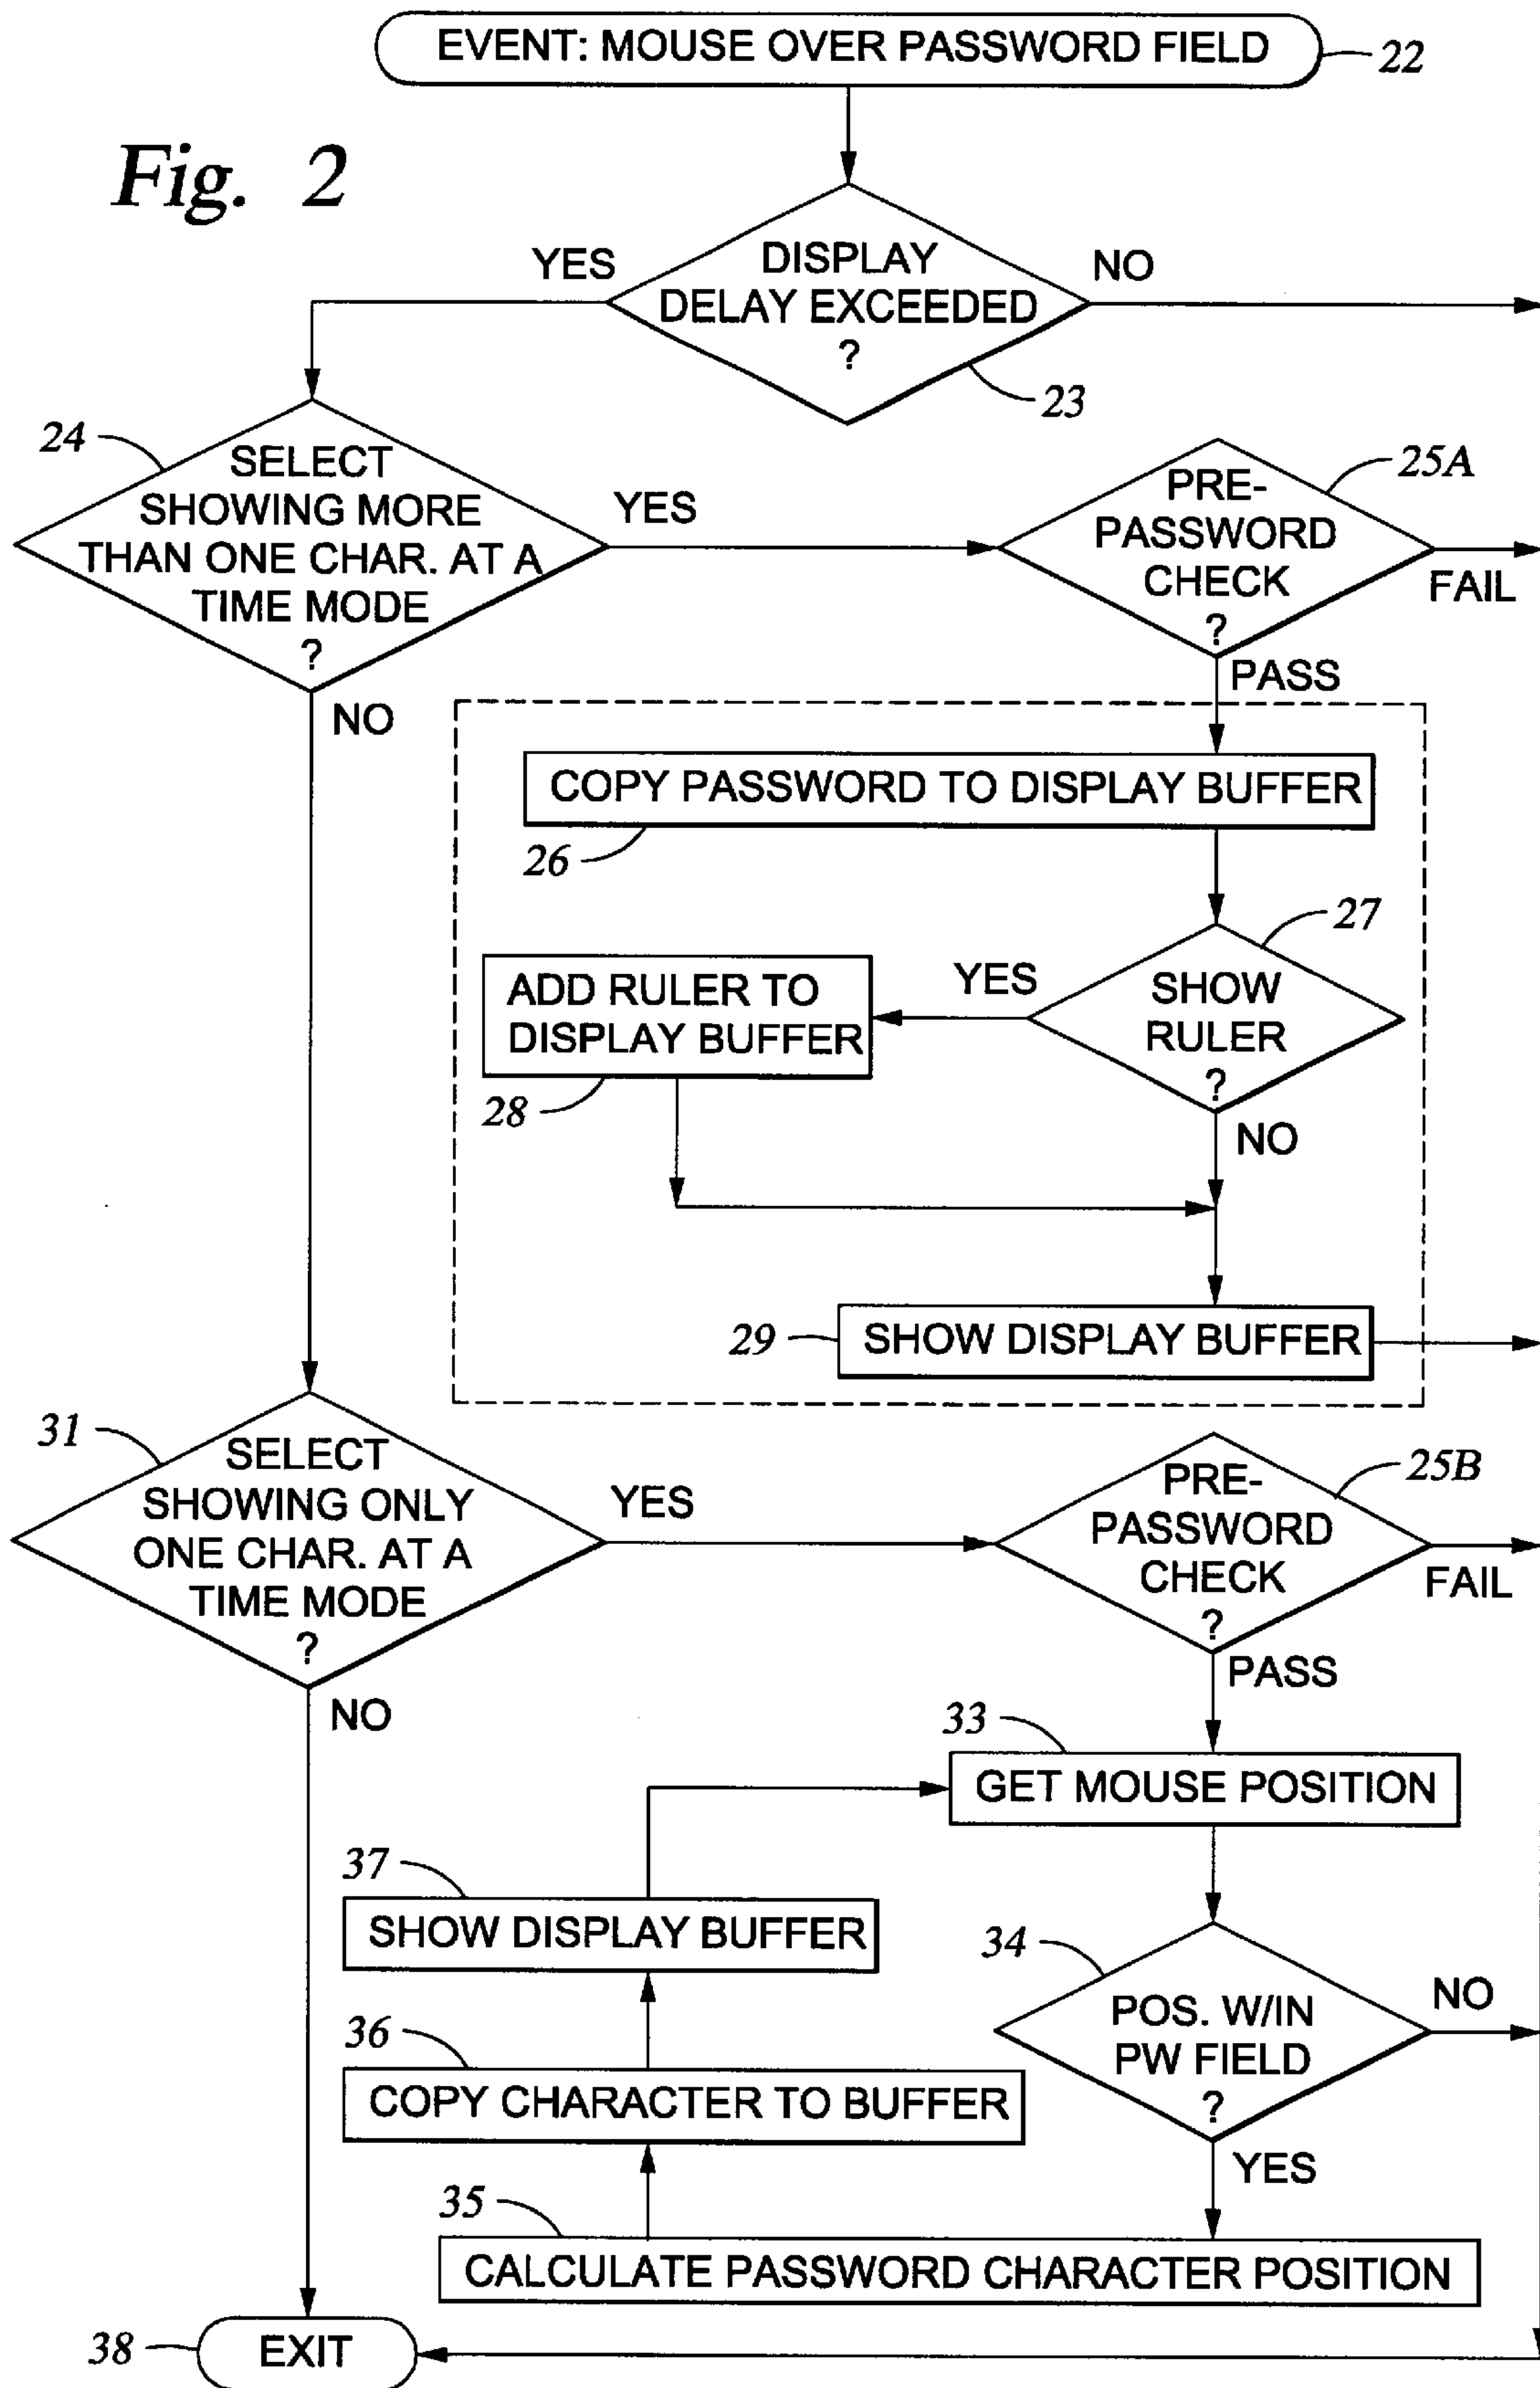 EVENT: MOUSE OVER PASSWORD FIELD
22
Fig. 2
DISPLAY
DELAY EXCEEDED
?
YES
NO
23
24
SELECT
SHOWING MORE
THAN ONE CHAR. AT A
TIME MODE
?
YES
NO
25A
PRE-
PASSWORD
CHECK
?
FAIL
PASS
COPY PASSWORD TO DISPLAY BUFFER
26
27
SHOW
RULER
?
YES
NO
ADD RULER TO
DISPLAY BUFFER
28
29
SHOW DISPLAY BUFFER
31
SELECT
SHOWING ONLY
ONE CHAR. AT A
TIME MODE
?
YES
NO
25B
PRE-
PASSWORD
CHECK
?
FAIL
PASS
33
GET MOUSE POSITION
37
SHOW DISPLAY BUFFER
34
POS. W/IN
PW FIELD
?
NO
YES
36
COPY CHARACTER TO BUFFER
35
CALCULATE PASSWORD CHARACTER POSITION
38
EXIT